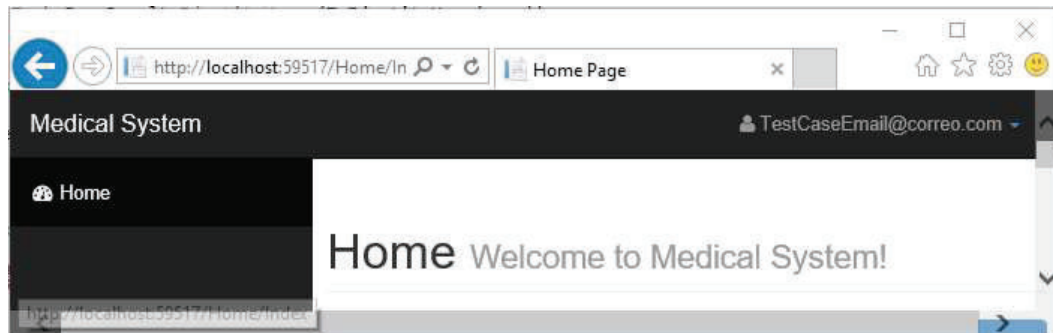 http://localhost:59517/Home/In
Home Page
Medical System
TestCaseEmail@correo.com
Home
Home Welcome to Medical System!
http://localhost:59517/Home/Index